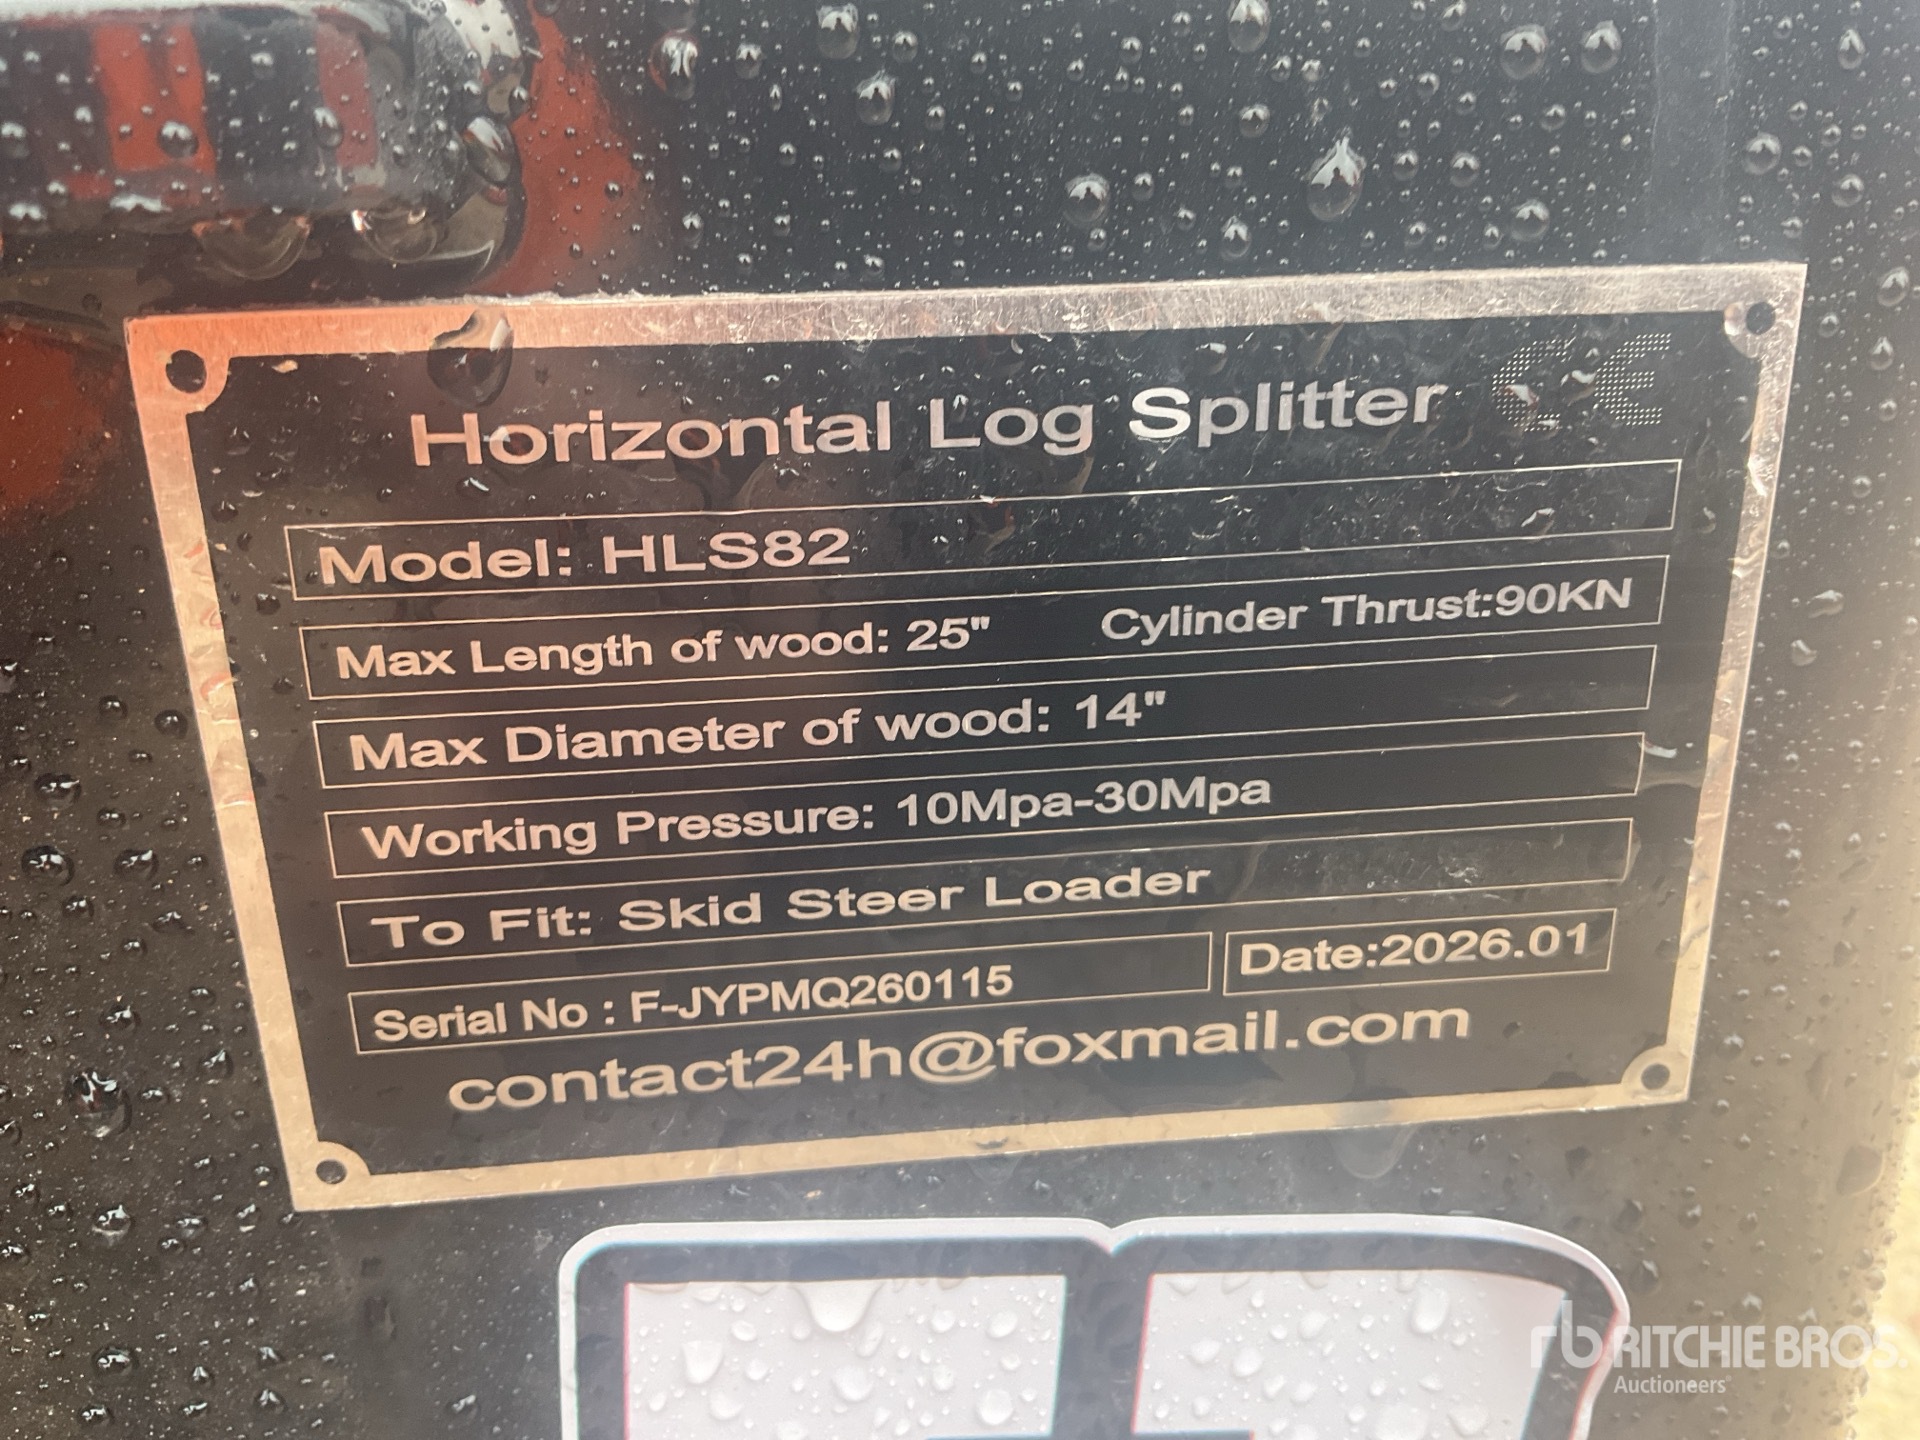 Horizontal Log Splitter CE
Model: HLS82
Max Length of wood: 25" Cylinder Thrust:90KN
Max Diameter of wood: 14"
Working Pressure: 10Mpa-30Mpa
To Fit: Skid Steer Loader
Serial No : F-JYPMQ260115 Date:2026.01
contact24h@foxmail.com
rb RITCHIE BROS.
Auctioneers